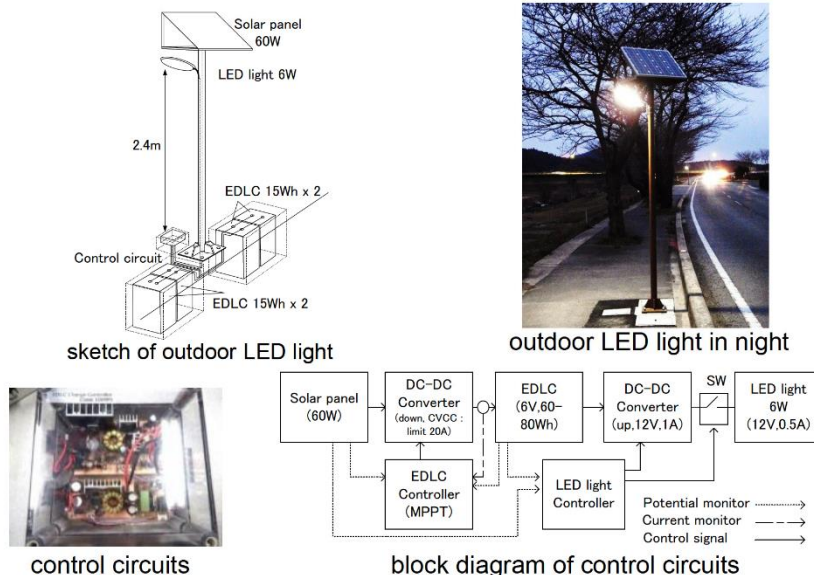 Solar panel
60W
LED light 6W
2.4m
EDLC 15Wh x 2
Control circuit
EDLC 15Wh x 2
sketch of outdoor LED light
outdoor LED light in night
control circuits
Solar panel
(60W)
DC-DC
Converter
(down, CVCC :
limit 20A)
EDLC
(6V,60-
80Wh)
DC-DC
Converter
(up,12V,1A)
SW
LED light
6W
(12V,0.5A)
EDLC
Controller
(MPPT)
LED light
Controller
Potential monitor
Current monitor
Control signal
block diagram of control circuits